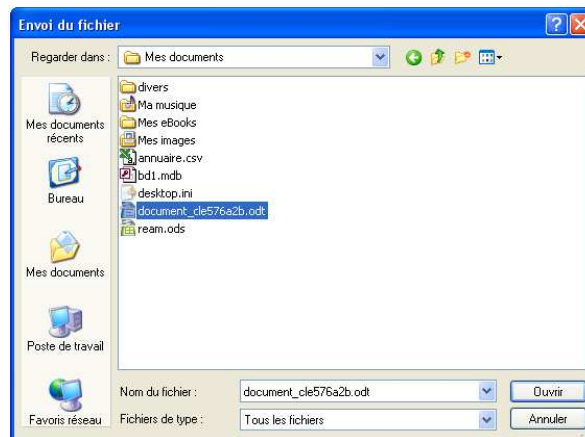 Envoi du fichier
Regarder dans :
Mes documents
divers
Ma musique
Mes eBooks
Mes images
annuaire.csv
bd1.mdb
desktop.ini
document_cle576a2b.odt
ream.ods
Mes documents
récents
Bureau
Mes documents
Poste de travail
Favoris réseau
Nom du fichier :
document_cle576a2b.odt
Ouvrir
Fichiers de type :
Tous les fichiers
Annuler